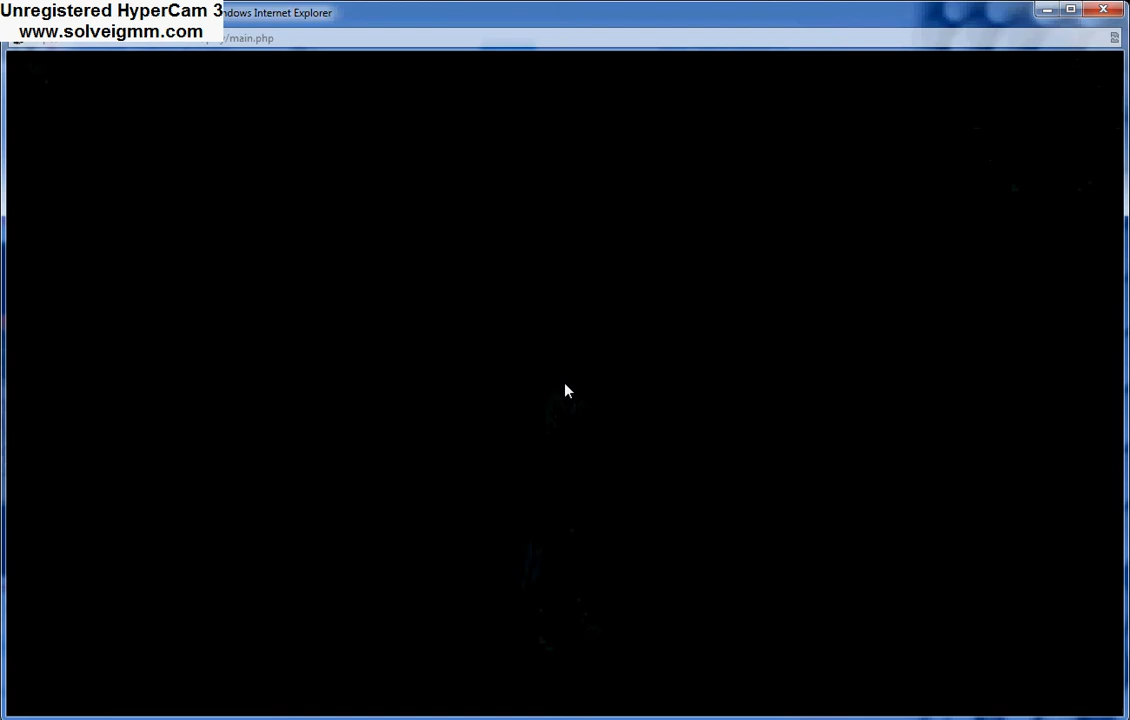 Unregistered HyperCam 3
www.solveigmm.com
ndows Internet Explorer
/main.php